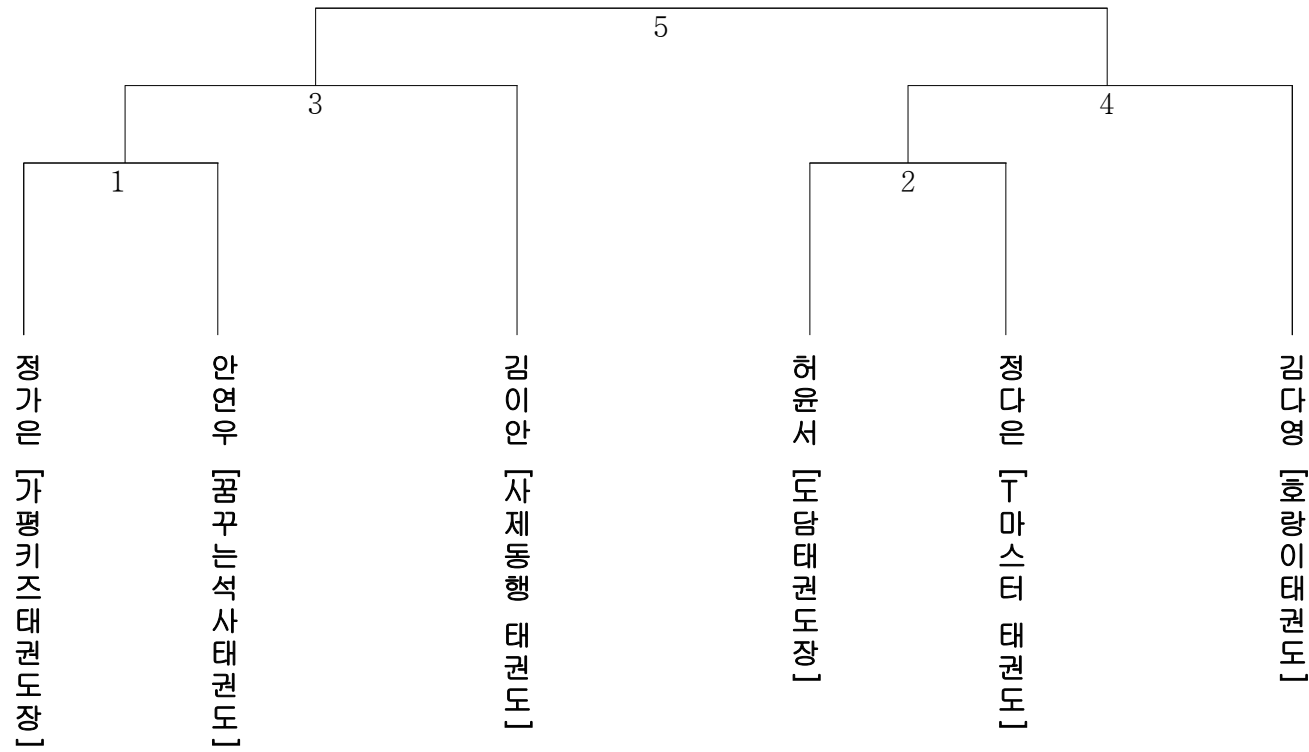 5
3
4
1
2
정가은 [가평키즈태권도장]
안연우 [꿈꾸는석사태권도]
김이안 [사제동행 태권도]
허윤서 [도담태권도장]
정다은 [T마스터 태권도]
김다영 [호랑이태권도]